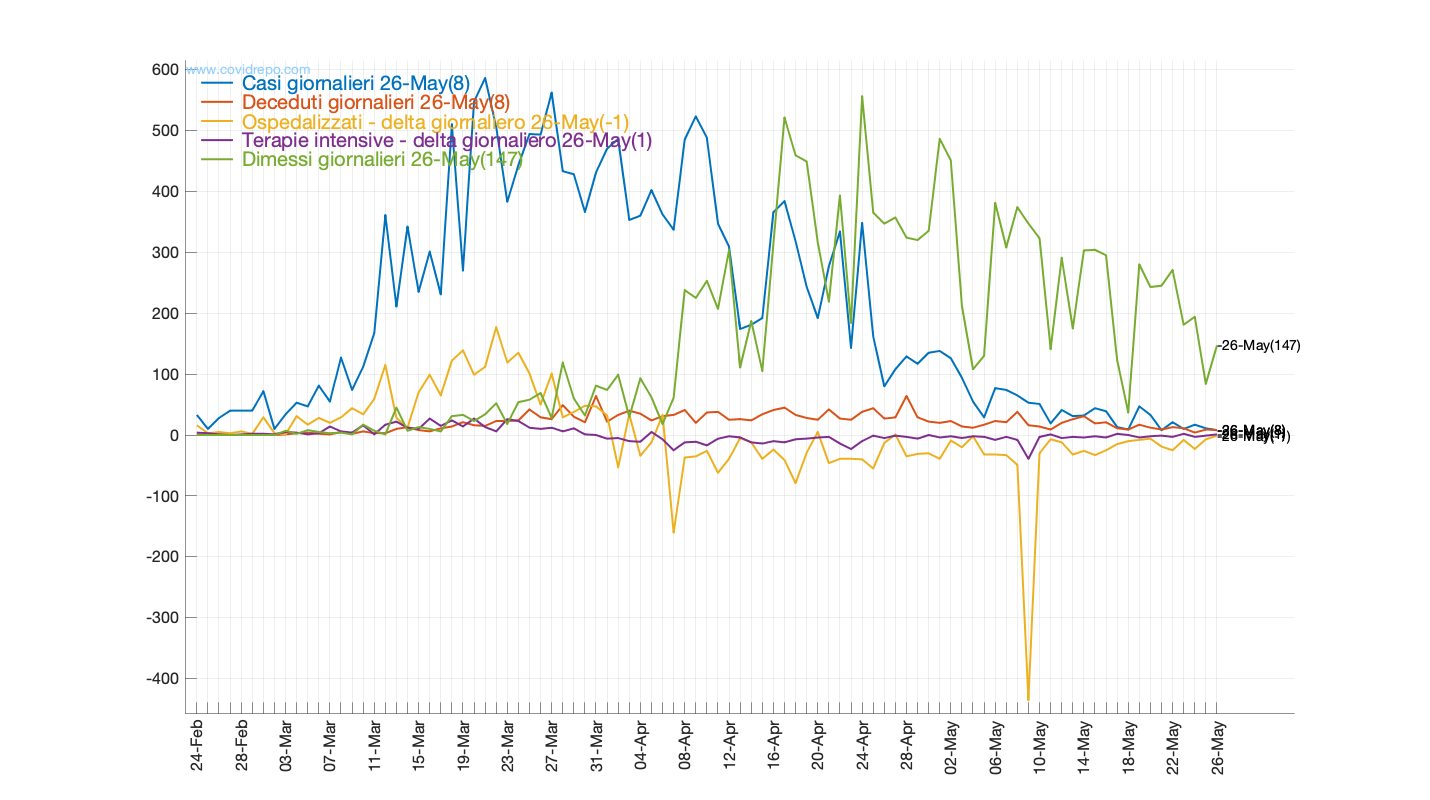 600
www.covidrepo.com
Casi giornalieri 26-May(8)
Deceduti giornalieri 26-May(8)
Ospedalizzati - delta giornaliero 26-May(-1)
Terapie intensive - delta giornaliero 26-May(1)
Dimessi giornalieri 26-May(147)
500
400
300
200
100
0
-100
-200
-300
-400
26-May(147)
26-May(8)
24-Feb
28-Feb
03-Mar
07-Mar
11-Mar
15-Mar
19-Mar
23-Mar
27-Mar
31-Mar
04-Apr
08-Apr
12-Apr
16-Apr
20-Apr
24-Apr
28-Apr
02-May
06-May
10-May
14-May
18-May
22-May
26-May